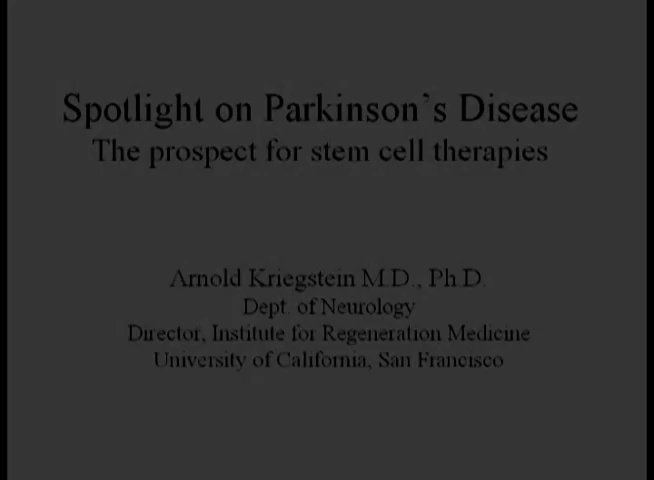 Spotlight on Parkinson's Disease
The prospect for stem cell therapies
Arnold Kriegstein M.D., Ph.D.
Dept. of Neurology
Director, Institute for Regeneration Medicine
University of California, San Francisco